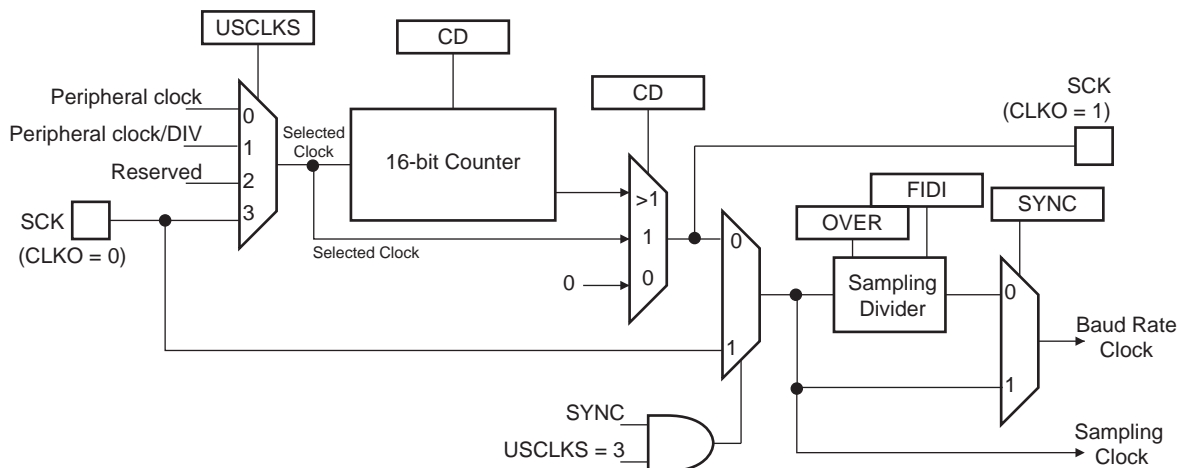 USCLKS
CD
CD
SCK
(CLKO = 1)
Peripheral clock
0
Peripheral clock/DIV
1
Reserved
2
3
SCK
(CLKO = 0)
Selected
Clock
16-bit Counter
Selected Clock
>1
1
0
0
0
1
FIDI
OVER
SYNC
Sampling
Divider
0
1
Baud Rate
Clock
SYNC
USCLKS = 3
Sampling
Clock